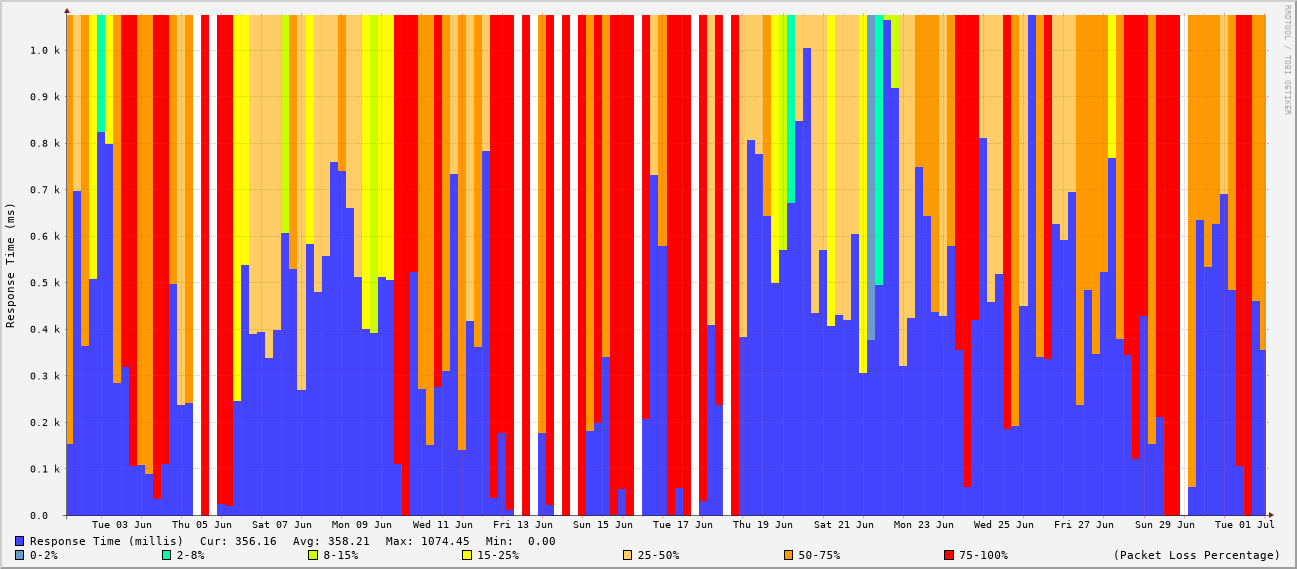 RRDTOOL / TOBI OETIKER
Response Time (ms)
1.0 k
0.9 k
0.8 k
0.7 k
0.6 k
0.5 k
0.4 k
0.3 k
0.2 k
0.1 k
0.0
Tue 03 Jun Thu 05 Jun Sat 07 Jun Mon 09 Jun Wed 11 Jun Fri 13 Jun Sun 15 Jun Tue 17 Jun Thu 19 Jun Sat 21 Jun Mon 23 Jun Wed 25 Jun Fri 27 Jun Sun 29 Jun Tue 01 Jul
Response Time (millis) Cur: 356.16 Avg: 358.21 Max: 1074.45 Min: 0.00
0-2% 2-8% 8-15% 15-25% 25-50% 50-75% 75-100% (Packet Loss Percentage)